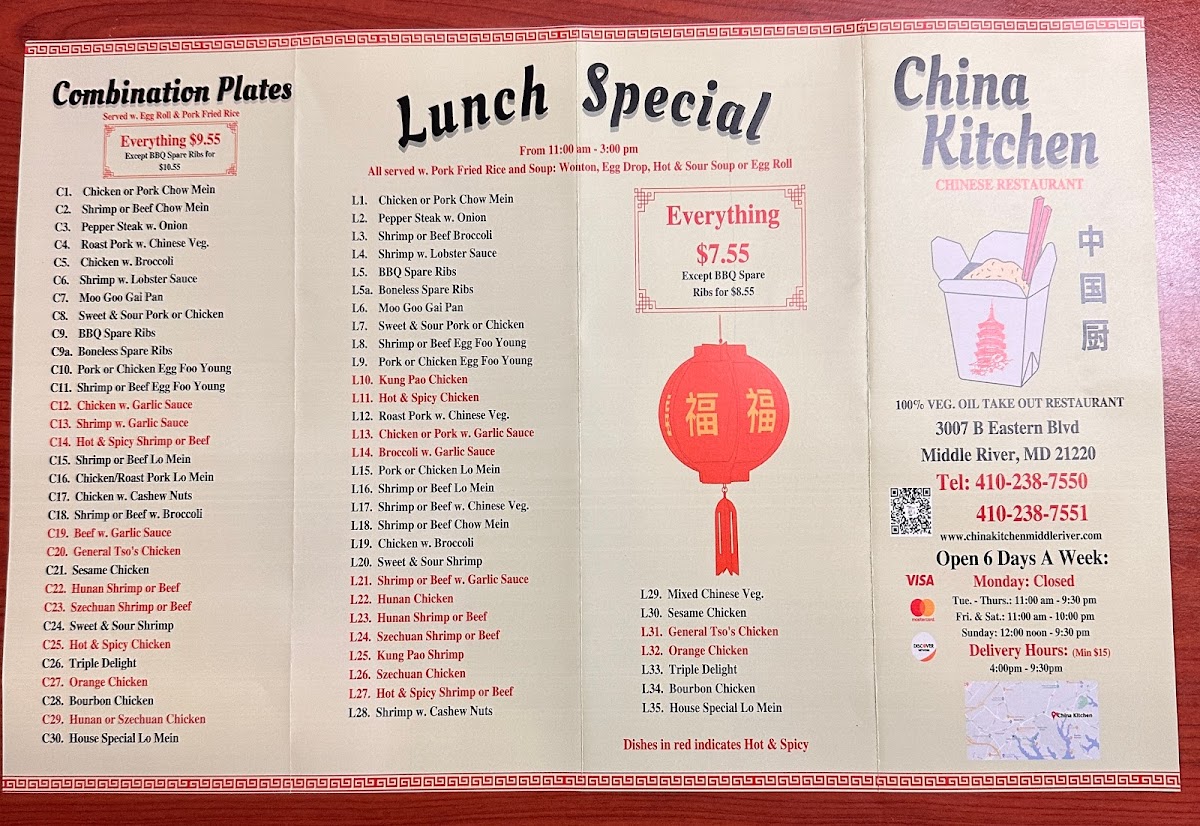 Combination Plates
Served w. Egg Roll & Pork Fried Rice
Everything $9.55
Except BBQ Spare Ribs for
$10.55
C1. Chicken or Pork Chow Mein
C2. Shrimp or Beef Chow Mein
C3. Pepper Steak w. Onion
C4. Roast Pork w. Chinese Veg.
C5. Chicken w. Broccoli
C6. Shrimp w. Lobster Sauce
C7. Moo Goo Gai Pan
C8. Sweet & Sour Pork or Chicken
C9. BBQ Spare Ribs
C9a. Boneless Spare Ribs
C10. Pork or Chicken Egg Foo Young
C11. Shrimp or Beef Egg Foo Young
C12. Chicken w. Garlic Sauce
C13. Shrimp w. Garlic Sauce
C14. Hot & Spicy Shrimp or Beef
C15. Shrimp or Beef Lo Mein
C16. Chicken/Roast Pork Lo Mein
C17. Chicken w. Cashew Nuts
C18. Shrimp or Beef w. Broccoli
C19. Beef w. Garlic Sauce
C20. General Tso's Chicken
C21. Sesame Chicken
C22. Hunan Shrimp or Beef
C23. Szechuan Shrimp or Beef
C24. Sweet & Sour Shrimp
C25. Hot & Spicy Chicken
C26. Triple Delight
C27. Orange Chicken
C28. Bourbon Chicken
C29. Hunan or Szechuan Chicken
C30. House Special Lo Mein
Lunch Special
From 11:00 am - 3:00 pm
All served w. Pork Fried Rice and Soup: Wonton, Egg Drop, Hot & Sour Soup or Egg Roll
L1. Chicken or Pork Chow Mein
L2. Pepper Steak w. Onion
L3. Shrimp or Beef Broccoli
L4. Shrimp w. Lobster Sauce
L5. BBQ Spare Ribs
L5a. Boneless Spare Ribs
L6. Moo Goo Gai Pan
L7. Sweet & Sour Pork or Chicken
L8. Shrimp or Beef Egg Foo Young
L9. Pork or Chicken Egg Foo Young
L10. Kung Pao Chicken
L11. Hot & Spicy Chicken
L12. Roast Pork w. Chinese Veg.
L13. Chicken or Pork w. Garlic Sauce
L14. Broccoli w. Garlic Sauce
L15. Pork or Chicken Lo Mein
L16. Shrimp or Beef Lo Mein
L17. Shrimp or Beef w. Chinese Veg.
L18. Shrimp or Beef Chow Mein
L19. Chicken w. Broccoli
L20. Sweet & Sour Shrimp
L21. Shrimp or Beef w. Garlic Sauce
L22. Hunan Chicken
L23. Hunan Shrimp or Beef
L24. Szechuan Shrimp or Beef
L25. Kung Pao Shrimp
L26. Szechuan Chicken
L27. Hot & Spicy Shrimp or Beef
L28. Shrimp w. Cashew Nuts
Everything
$7.55
Except BBQ Spare
Ribs for $8.55
福 福
L29. Mixed Chinese Veg.
L30. Sesame Chicken
L31. General Tso's Chicken
L32. Orange Chicken
L33. Triple Delight
L34. Bourbon Chicken
L35. House Special Lo Mein
Dishes in red indicates Hot & Spicy
China
Kitchen
CHINESE RESTAURANT
中国厨
100% VEG. OIL TAKE OUT RESTAURANT
3007 B Eastern Blvd
Middle River, MD 21220
Tel: 410-238-7550
410-238-7551
www.chinakitchenmiddleriver.com
Open 6 Days A Week:
VISA
mastercard
DISCOVER
NETWORK
Monday: Closed
Tue. - Thurs.: 11:00 am - 9:30 pm
Fri. & Sat.: 11:00 am - 10:00 pm
Sunday: 12:00 noon - 9:30 pm
Delivery Hours: (Min $15)
4:00pm - 9:30pm
China Kitchen